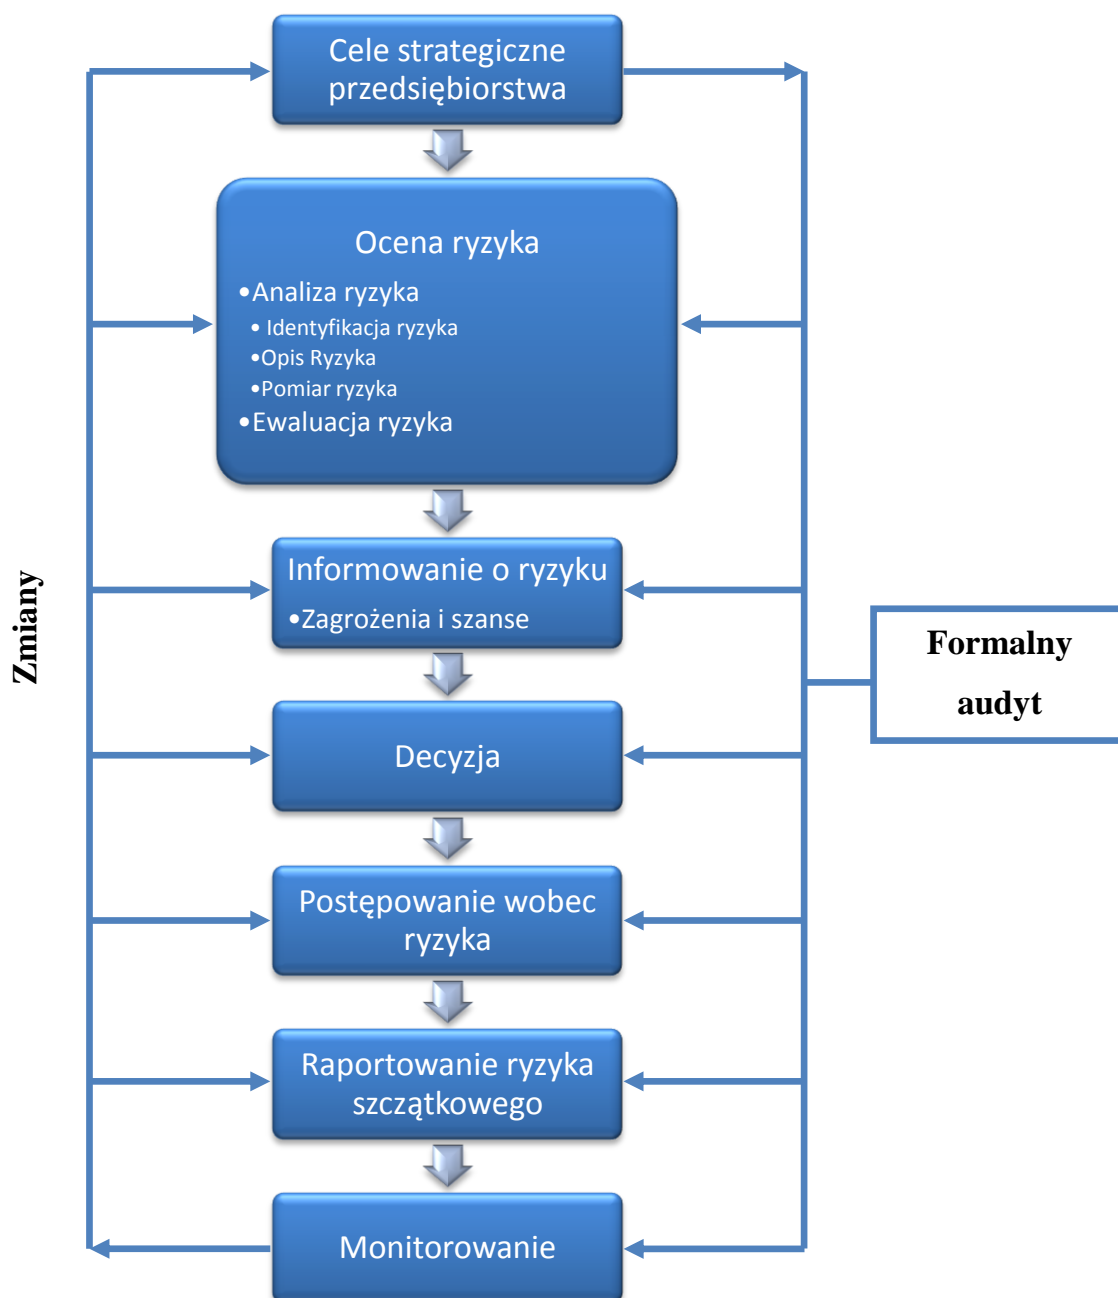 Cele strategiczne
przedsiębiorstwa
Ocena ryzyka
•Analiza ryzyka
• Identyfikacja ryzyka
•Opis Ryzyka
•Pomiar ryzyka
•Ewaluacja ryzyka
Informowanie o ryzyku
•Zagrożenia i szanse
Zmiany
Formalny
audyt
Decyzja
Postępowanie wobec
ryzyka
Raportowanie ryzyka
szczątkowego
Monitorowanie